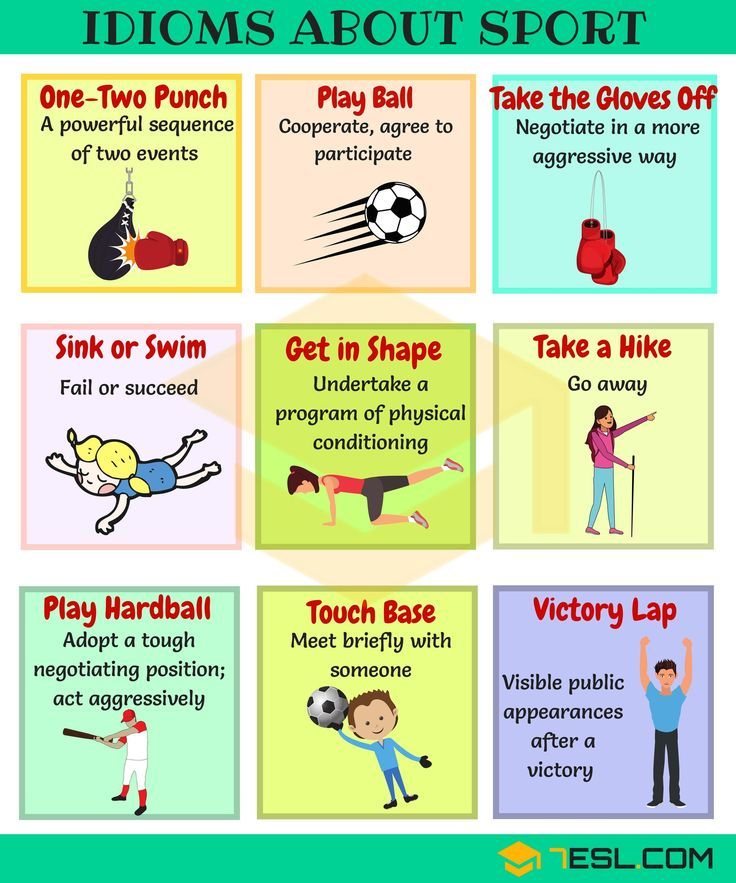 IDIOMS ABOUT SPORT
One-Two Punch
A powerful sequence
of two events
Play Ball
Cooperate, agree to
participate
Take the Gloves Off
Negotiate in a more
aggressive way
Sink or Swim
Fail or succeed
Get in Shape
Undertake a
program of physical
conditioning
Take a Hike
Go away
Play Hardball
Adopt a tough
negotiating position;
act aggressively
Touch Base
Meet briefly with
someone
Victory Lap
Visible public
appearances
after a
victory
7ESL.COM